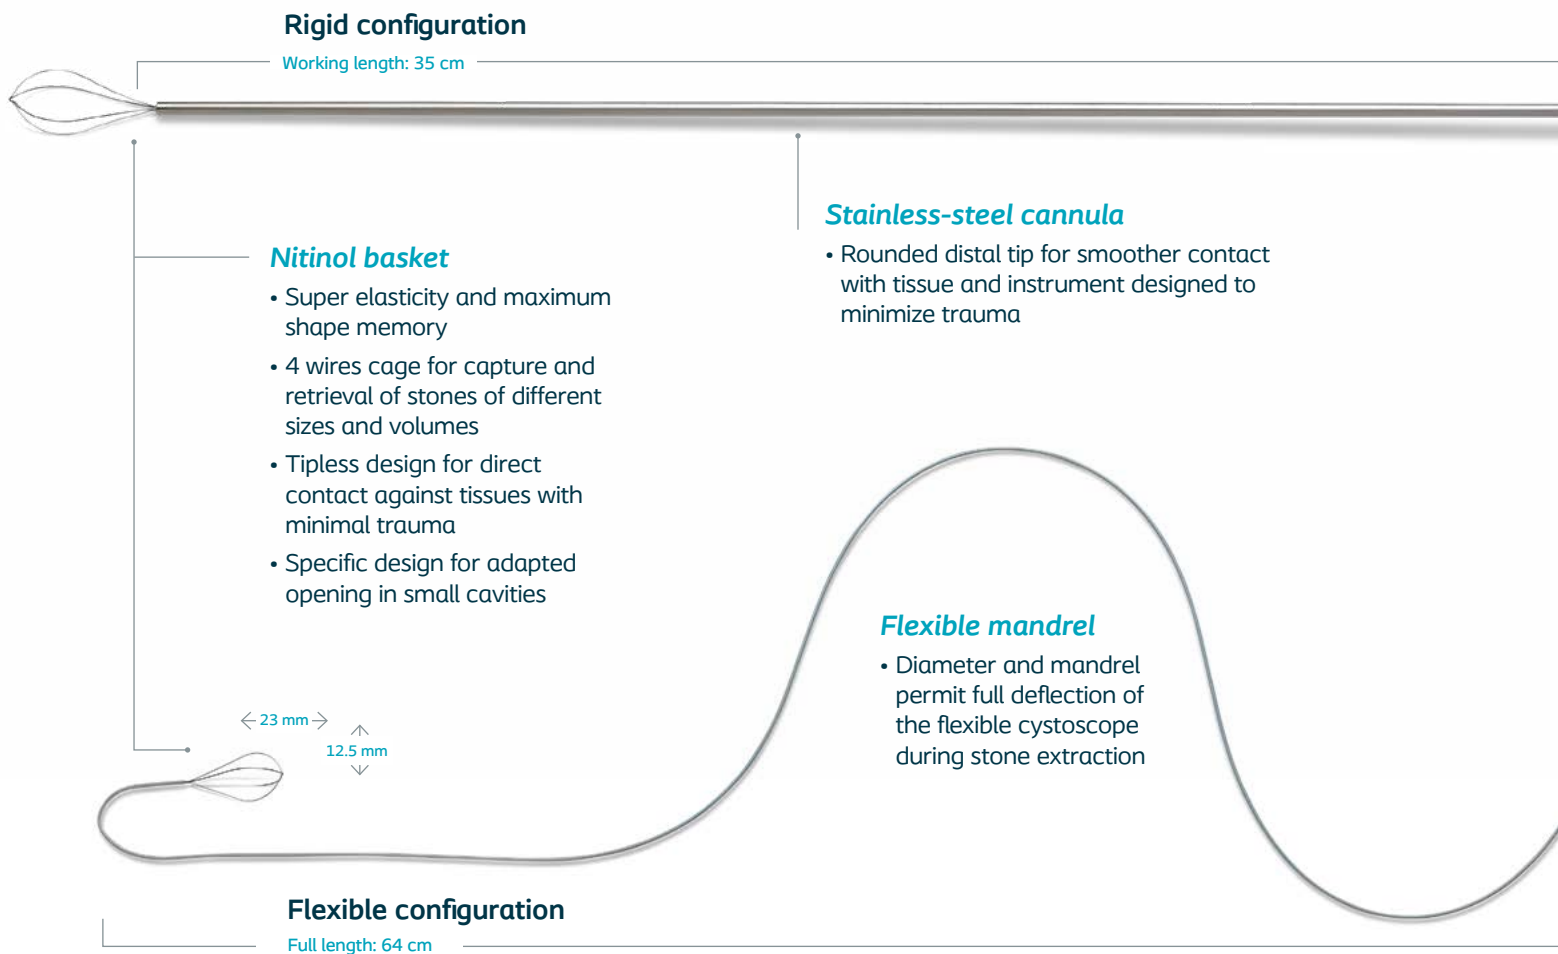 Rigid configuration
Working length: 35 cm
Nitinol basket
• Super elasticity and maximum
shape memory
• 4 wires cage for capture and
retrieval of stones of different
sizes and volumes
• Tipless design for direct
contact against tissues with
minimal trauma
• Specific design for adapted
opening in small cavities
Stainless-steel cannula
• Rounded distal tip for smoother contact
with tissue and instrument designed to
minimize trauma
Flexible mandrel
• Diameter and mandrel
permit full deflection of
the flexible cystoscope
during stone extraction
23 mm
12.5 mm
Flexible configuration
Full length: 64 cm